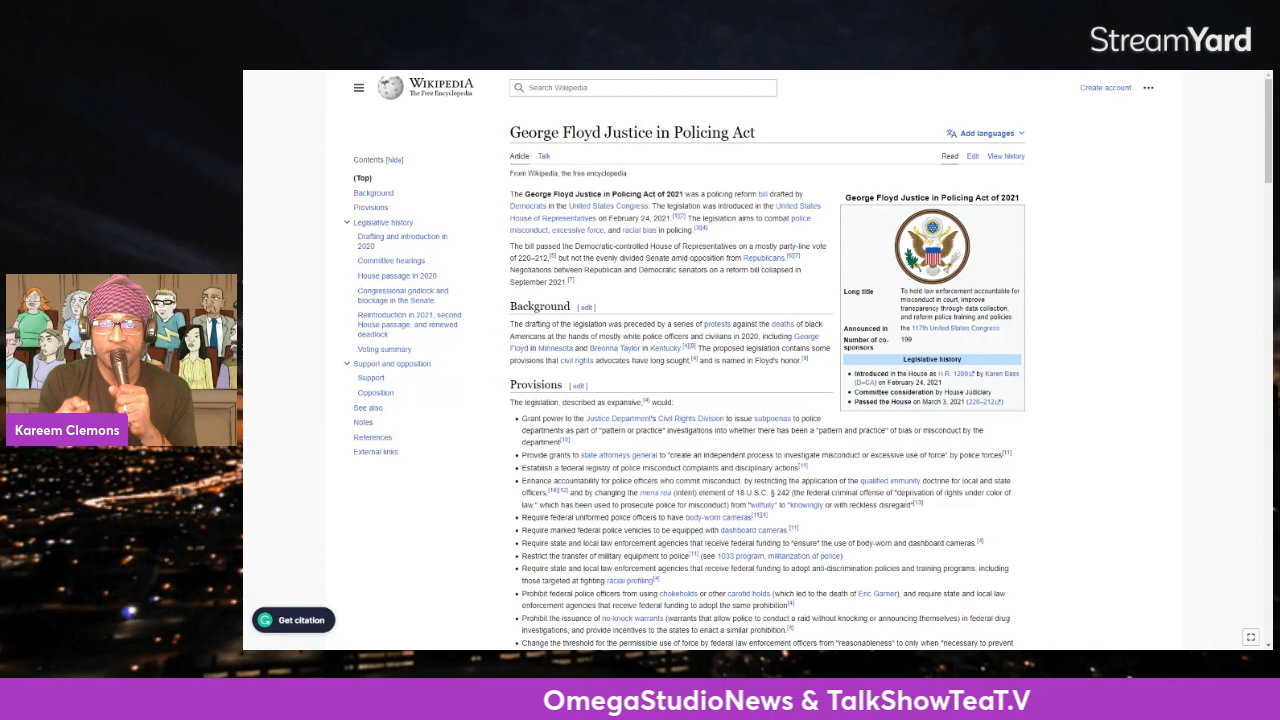 StreamYard
WIKIPEDIA
The Free Encyclopedia
Search Wikipedia
Create account
George Floyd Justice in Policing Act
Add languages
Article Talk
Read Edit View history
From Wikipedia, the free encyclopedia
Contents [hide]
(Top)
Background
Provisions
Legislative history
Drafting and introduction in
2020
Committee hearings
House passage in 2020
Congressional gridlock and
blockage in the Senate
Reintroduction in 2021, second
House passage, and renewed
deadlock
Voting summary
Support and opposition
Support
Opposition
See also
Notes
References
External links
The George Floyd Justice in Policing Act of 2021 was a policing reform bill drafted by
Democrats in the United States Congress. The legislation was introduced in the United States
House of Representatives on February 24, 2021.[1][2] The legislation aims to combat police
misconduct, excessive force, and racial bias in policing.[3][4]
The bill passed the Democratic-controlled House of Representatives on a mostly party-line vote
of 220–212,[5] but not the evenly divided Senate amid opposition from Republicans.[6][7]
Negotiations between Republican and Democratic senators on a reform bill collapsed in
September 2021.[7]
Background [ edit ]
The drafting of the legislation was preceded by a series of protests against the deaths of black
Americans at the hands of mostly white police officers and civilians in 2020, including George
Floyd in Minnesota and Breonna Taylor in Kentucky.[4][8] The proposed legislation contains some
provisions that civil rights advocates have long sought,[4] and is named in Floyd's honor.[9]
Provisions [ edit ]
The legislation, described as expansive,[4] would:
• Grant power to the Justice Department's Civil Rights Division to issue subpoenas to police
departments as part of "pattern or practice" investigations into whether there has been a "pattern and practice" of bias or misconduct by the
department[10]
• Provide grants to state attorneys general to "create an independent process to investigate misconduct or excessive use of force" by police forces[11]
• Establish a federal registry of police misconduct complaints and disciplinary actions[11]
• Enhance accountability for police officers who commit misconduct, by restricting the application of the qualified immunity doctrine for local and state
officers,[10][12] and by changing the mens rea (intent) element of 18 U.S.C. § 242 (the federal criminal offense of "deprivation of rights under color of
law," which has been used to prosecute police for misconduct) from "willfully" to "knowingly or with reckless disregard"[13]
• Require federal uniformed police officers to have body-worn cameras[11][4]
• Require marked federal police vehicles to be equipped with dashboard cameras.[11]
• Require state and local law enforcement agencies that receive federal funding to "ensure" the use of body-worn and dashboard cameras.[4]
• Restrict the transfer of military equipment to police[11] (see 1033 program, militarization of police)
• Require state and local law enforcement agencies that receive federal funding to adopt anti-discrimination policies and training programs, including
those targeted at fighting racial profiling[4]
• Prohibit federal police officers from using chokeholds or other carotid holds (which led to the death of Eric Garner), and require state and local law
enforcement agencies that receive federal funding to adopt the same prohibition[4]
• Prohibit the issuance of no-knock warrants (warrants that allow police to conduct a raid without knocking or announcing themselves) in federal drug
investigations, and provide incentives to the states to enact a similar prohibition.[4]
• Change the threshold for the permissible use of force by federal law enforcement officers from "reasonableness" to only when "necessary to prevent
George Floyd Justice in Policing Act of 2021
Long title To hold law enforcement accountable for
misconduct in court, improve
transparency through data collection,
and reform police training and policies.
Announced in the 117th United States Congress
Number of co-sponsors 199
Legislative history
• Introduced in the House as H.R. 1280 by Karen Bass
(D–CA) on February 24, 2021
• Committee consideration by House Judiciary
• Passed the House on March 3, 2021 (220–212)
Kareem Clemons
Get citation
OmegaStudioNews & TalkShowTeaT.V